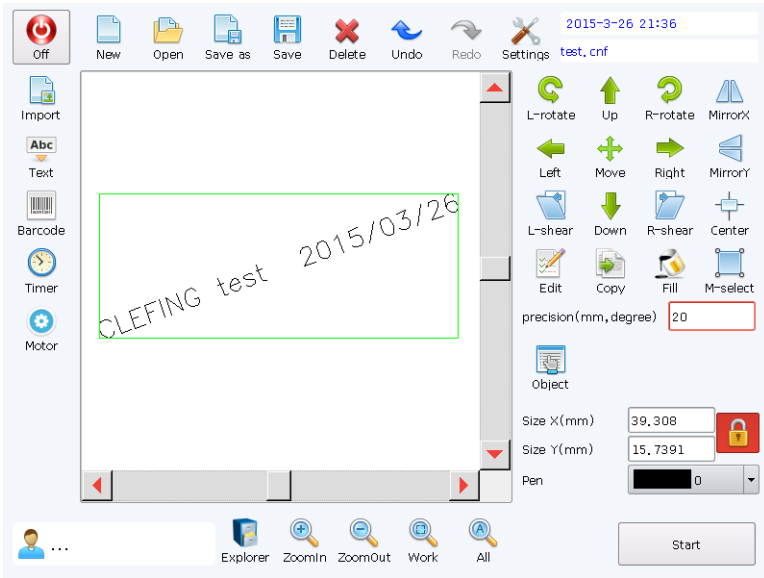 2015-3-26 21:36
Off New Open Save as Save Delete Undo Redo Settings test.cnf
Import L-rotate Up R-rotate MirrorX
Abc
Text Left Move Right MirrorY
Barcode L-shear Down R-shear Center
CLEFING test 2015/03/26
Timer Edit Copy Fill M-select
precision(mm,degree) 20
Motor
Object
Size X(mm) 39.308
Size Y(mm) 15.7391
Pen 0
... Explorer ZoomIn ZoomOut Work A All Start